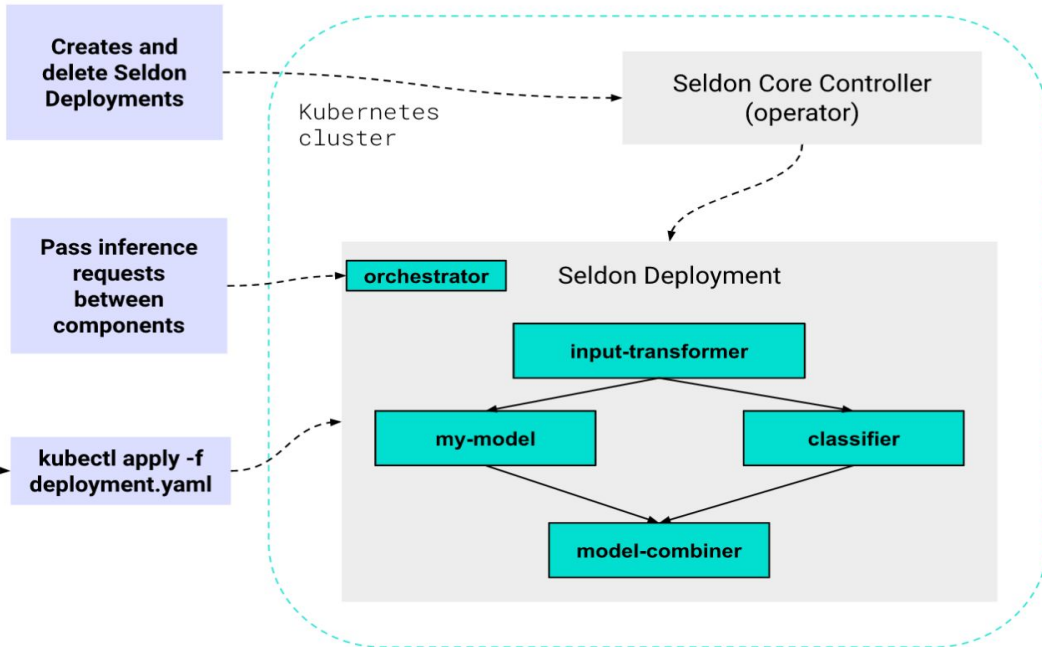 Creates and
delete Seldon
Deployments
Seldon Core Controller
(operator)
Kubernetes
cluster
Pass inference
requests
between
components
orchestrator
Seldon Deployment
input-transformer
my-model
classifier
kubectl apply -f
deployment.yaml
model-combiner